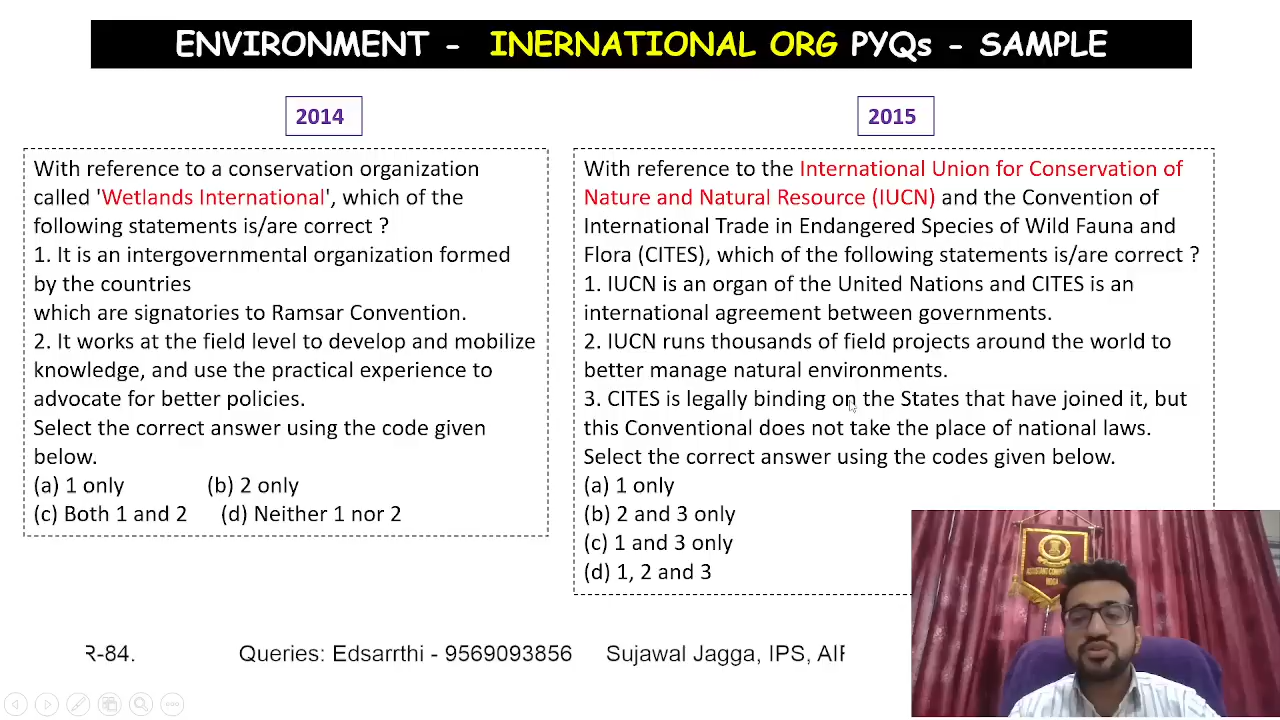 ENVIRONMENT - INERNATIONAL ORG PYQs - SAMPLE
2014
With reference to a conservation organization
called 'Wetlands International', which of the
following statements is/are correct ?
1. It is an intergovernmental organization formed
by the countries
which are signatories to Ramsar Convention.
2. It works at the field level to develop and mobilize
knowledge, and use the practical experience to
advocate for better policies.
Select the correct answer using the code given
below.
(a) 1 only (b) 2 only
(c) Both 1 and 2 (d) Neither 1 nor 2
2015
With reference to the International Union for Conservation of
Nature and Natural Resource (IUCN) and the Convention of
International Trade in Endangered Species of Wild Fauna and
Flora (CITES), which of the following statements is/are correct ?
1. IUCN is an organ of the United Nations and CITES is an
international agreement between governments.
2. IUCN runs thousands of field projects around the world to
better manage natural environments.
3. CITES is legally binding on the States that have joined it, but
this Conventional does not take the place of national laws.
Select the correct answer using the codes given below.
(a) 1 only
(b) 2 and 3 only
(c) 1 and 3 only
(d) 1, 2 and 3
R-84. Queries: Edsarrthi - 9569093856 Sujawal Jagga, IPS, AIR